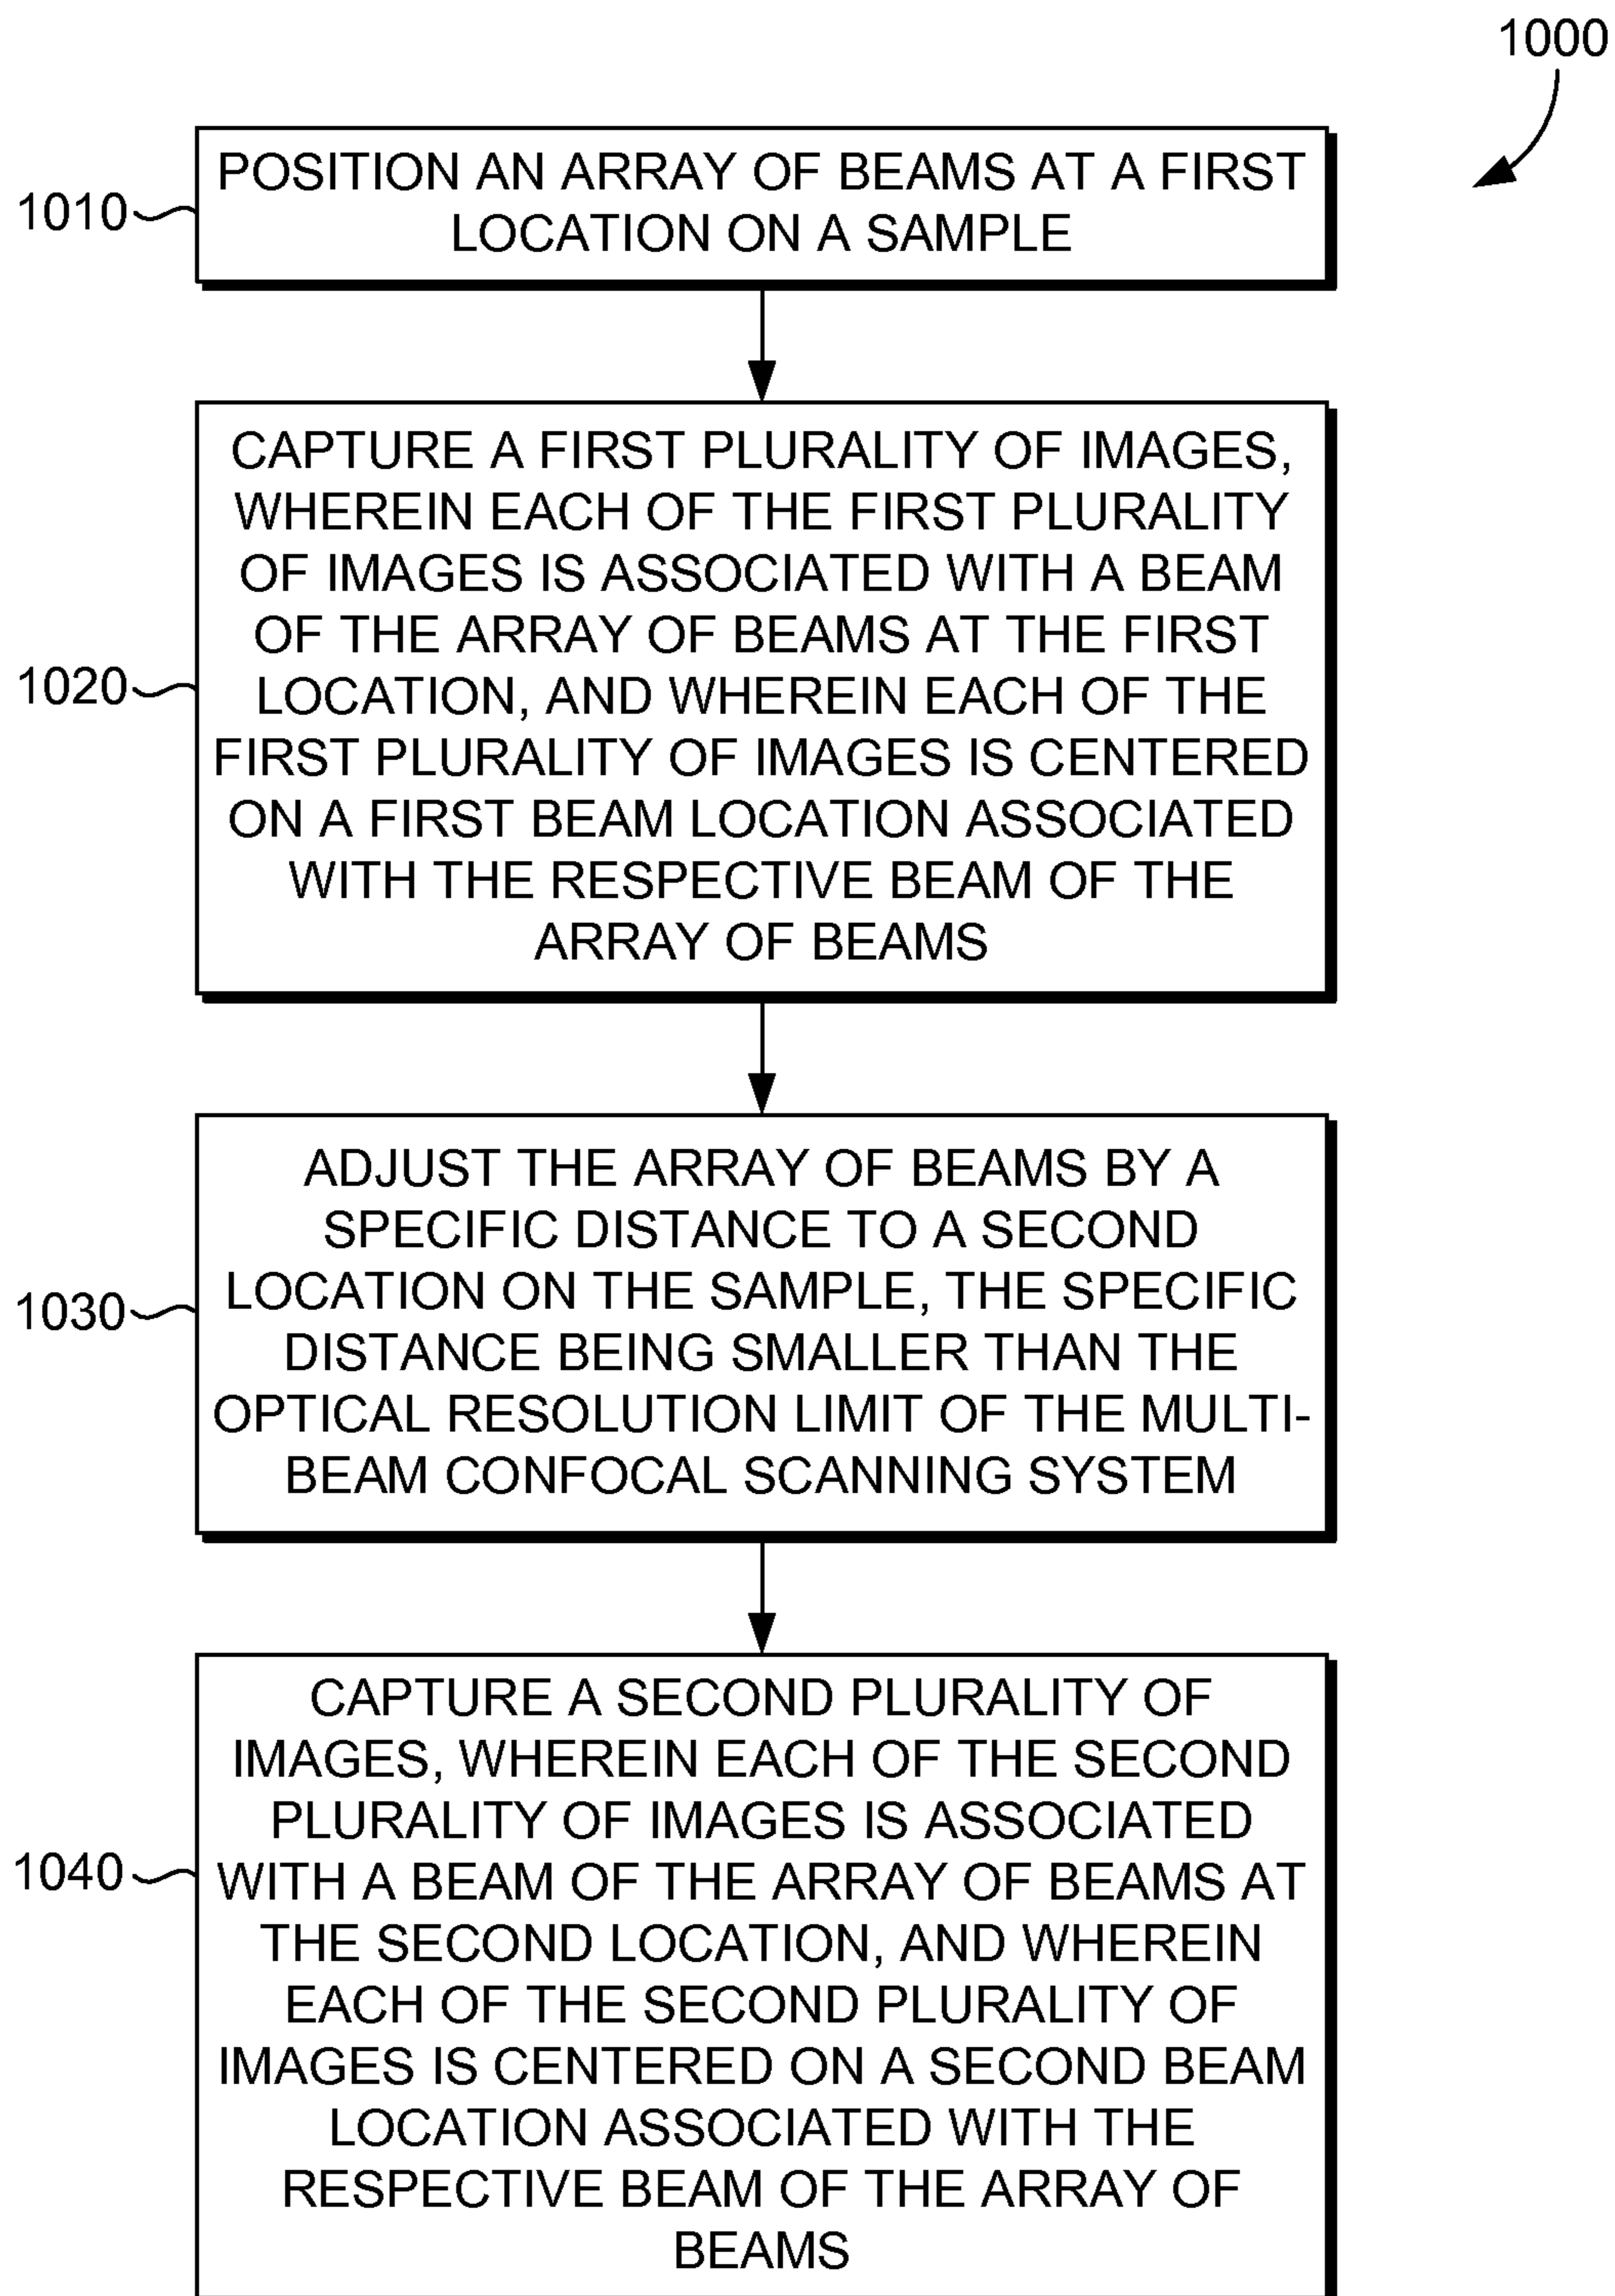 1000
1010
POSITION AN ARRAY OF BEAMS AT A FIRST
LOCATION ON A SAMPLE
1020
CAPTURE A FIRST PLURALITY OF IMAGES,
WHEREIN EACH OF THE FIRST PLURALITY
OF IMAGES IS ASSOCIATED WITH A BEAM
OF THE ARRAY OF BEAMS AT THE FIRST
LOCATION, AND WHEREIN EACH OF THE
FIRST PLURALITY OF IMAGES IS CENTERED
ON A FIRST BEAM LOCATION ASSOCIATED
WITH THE RESPECTIVE BEAM OF THE
ARRAY OF BEAMS
1030
ADJUST THE ARRAY OF BEAMS BY A
SPECIFIC DISTANCE TO A SECOND
LOCATION ON THE SAMPLE, THE SPECIFIC
DISTANCE BEING SMALLER THAN THE
OPTICAL RESOLUTION LIMIT OF THE MULTI-
BEAM CONFOCAL SCANNING SYSTEM
1040
CAPTURE A SECOND PLURALITY OF
IMAGES, WHEREIN EACH OF THE SECOND
PLURALITY OF IMAGES IS ASSOCIATED
WITH A BEAM OF THE ARRAY OF BEAMS AT
THE SECOND LOCATION, AND WHEREIN
EACH OF THE SECOND PLURALITY OF
IMAGES IS CENTERED ON A SECOND BEAM
LOCATION ASSOCIATED WITH THE
RESPECTIVE BEAM OF THE ARRAY OF
BEAMS